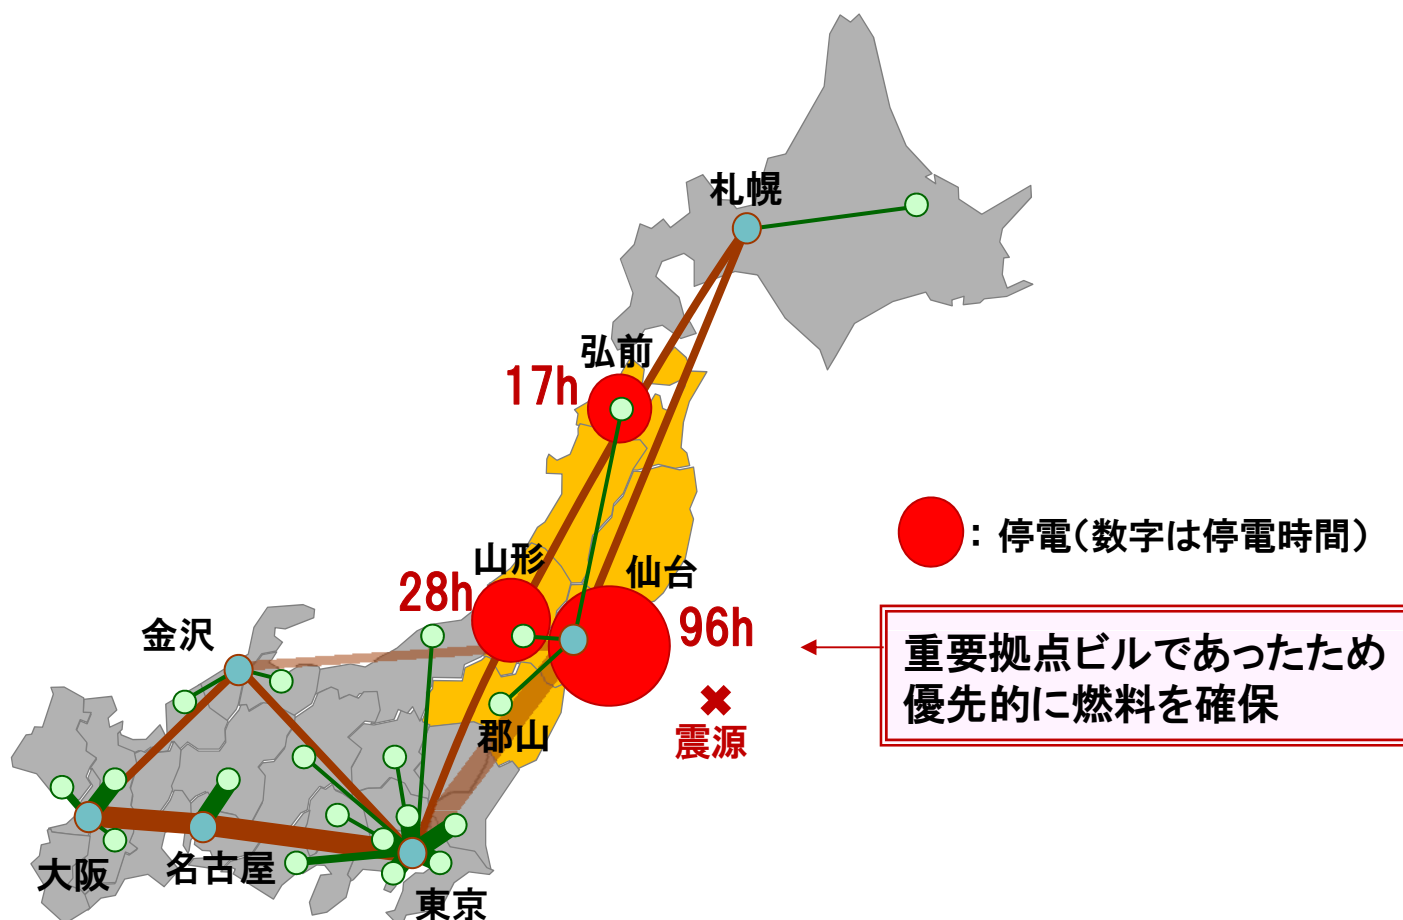 札幌
弘前
17h
山形
仙台
28h
96h
：停電（数字は停電時間）
金沢
重要拠点ビルであったため
優先的に燃料を確保
郡山
震源
大阪
名古屋
東京